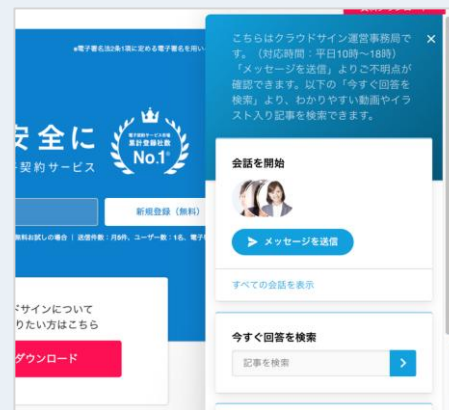 ●電子署名法2条1項に定める電子署名を用い
安全に
契約サービス
電子契約サービス市場
累計登録社数
No.1
新規登録（無料）
無料お試しの場合 | 送信件数：月5件、ユーザー数：1名、電子
ドサインについて
りたい方はこちら
ダウンロード
こちらはクラウドサイン運営事務局で
す。（対応時間：平日10時〜18時）
「メッセージを送信」よりご不明点が
確認できます。以下の「今すぐ回答を
検索」より、わかりやすい動画やイラ
スト入り記事を検索できます。
会話を開始
メッセージを送信
すべての会話を表示
今すぐ回答を検索
記事を検索